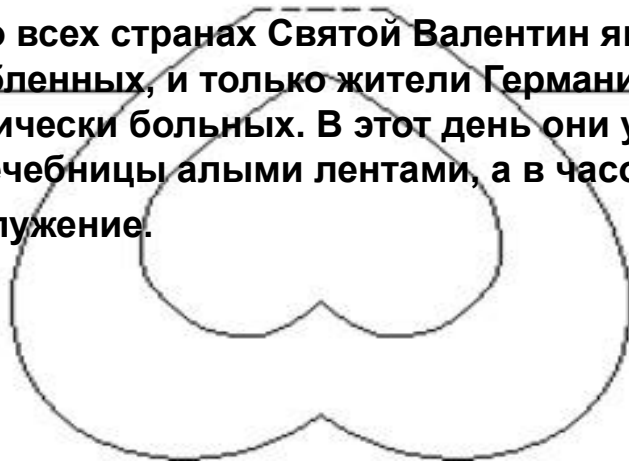 о всех странах Святой Валентин яв
бленных, и только жители Германи
ически больных. В этот день они у
ечебницы алыми лентами, а в часо
лужение.